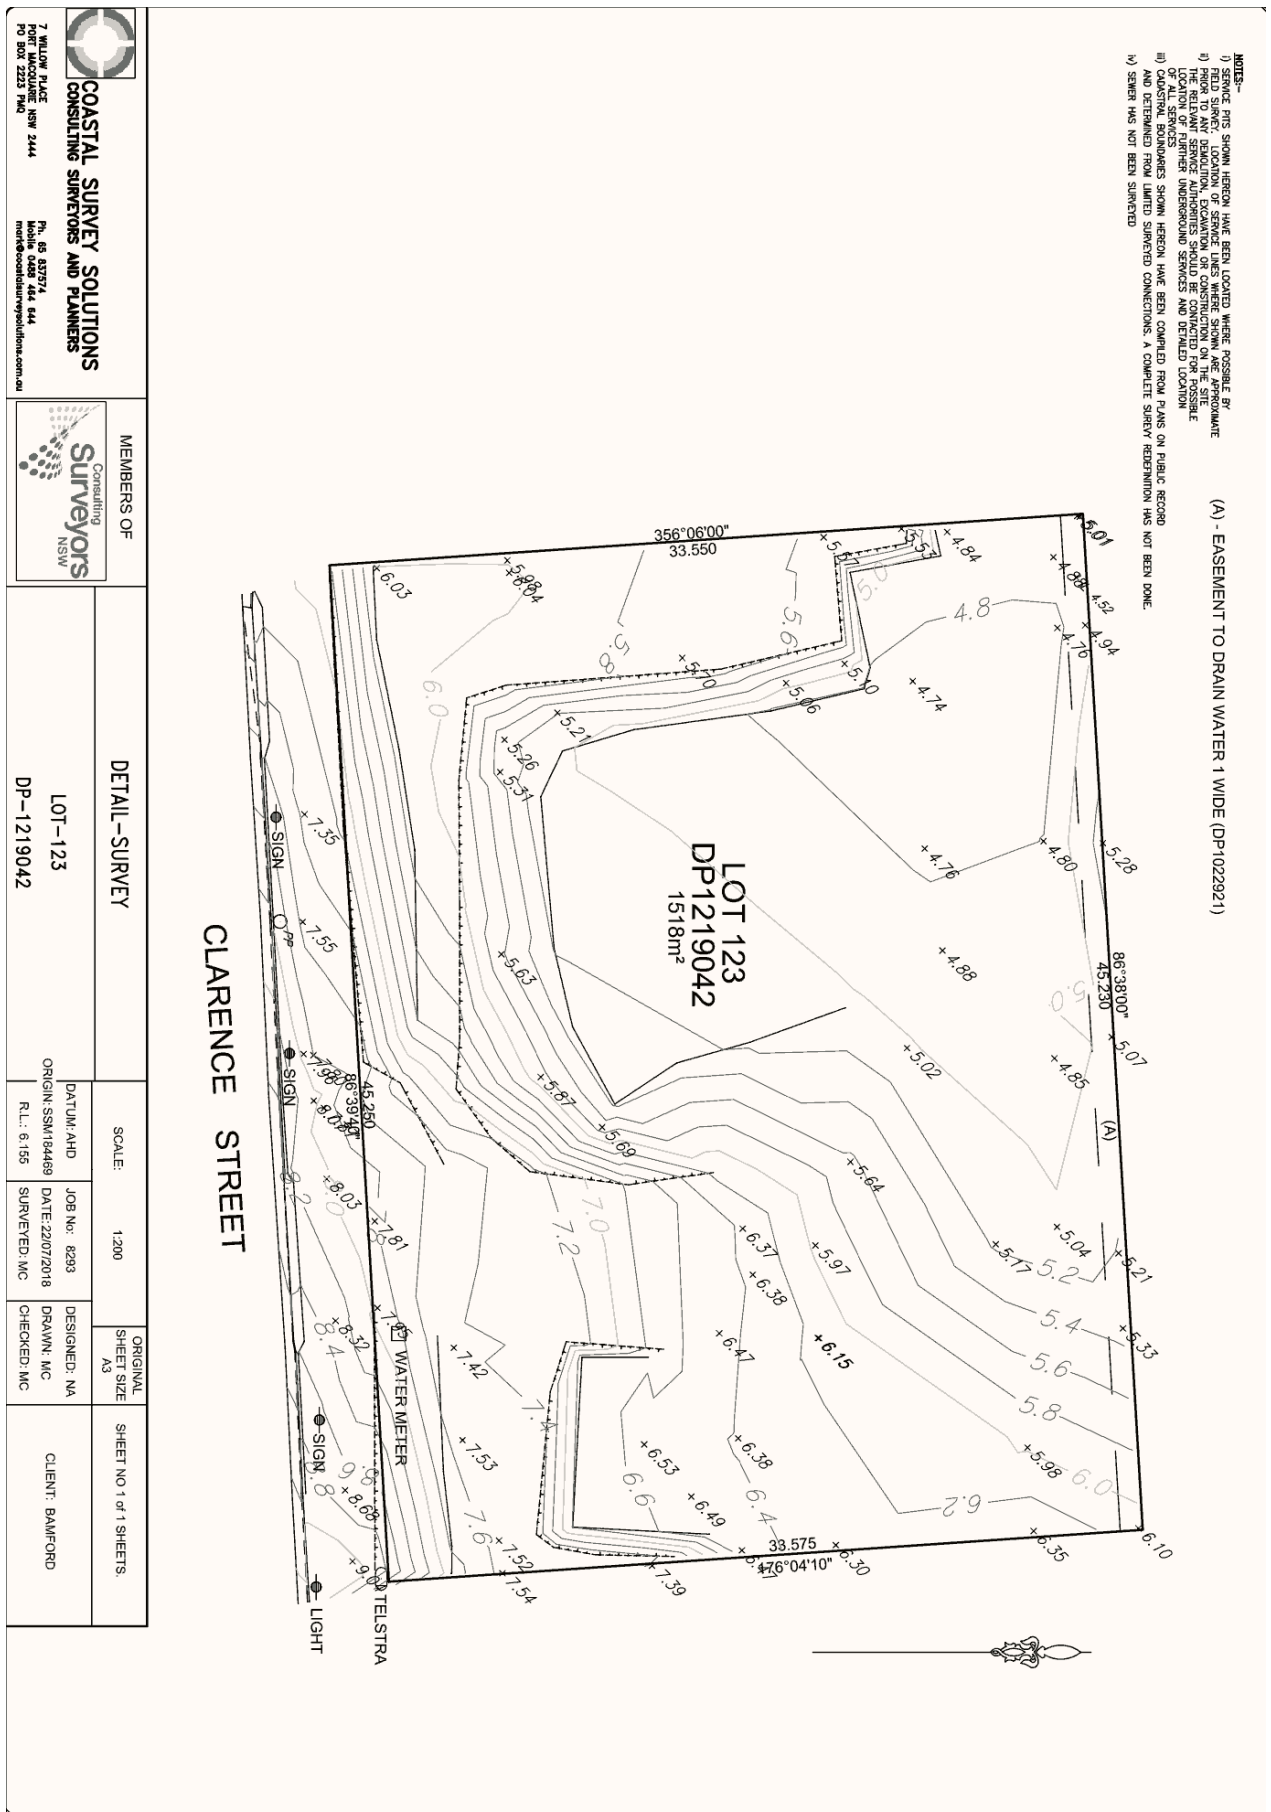 NOTES:-
i) SERVICE PITS SHOWN HEREON HAVE BEEN LOCATED WHERE POSSIBLE BY
FIELD SURVEY. LOCATION OF SERVICE LINES WHERE SHOWN ARE APPROXIMATE
ii) PRIOR TO ANY DEMOLITION, EXCAVATION OR CONSTRUCTION ON THE SITE
THE RELEVANT SERVICE AUTHORITIES SHOULD BE CONTACTED FOR POSSIBLE
LOCATION OF FURTHER UNDERGROUND SERVICES AND DETAILED LOCATION
OF ALL SERVICES
iii) CADASTRAL BOUNDARIES SHOWN HEREON HAVE BEEN COMPILED FROM PLANS ON PUBLIC RECORD
AND DETERMINED FROM LIMITED SURVEYED CONNECTIONS. A COMPLETE SUREVY REDEFINITION HAS NOT BEEN DONE.
iv) SEWER HAS NOT BEEN SURVEYED
(A) - EASEMENT TO DRAIN WATER 1 WIDE (DP1022921)
86°38'00"
45.230
(A)
356°06'00"
33.550
33.575
176°04'10"
86°39'40"
45.250
LOT 123
DP1219042
1518m²
5.01
4.52
4.94
4.76
4.84
5.53
4.74
5.10
5.06
5.70
6.03
5.21
5.26
5.31
4.80
5.28
4.76
4.88
5.07
4.85
5.02
5.63
5.87
5.69
5.64
5.04
5.21
5.17
5.33
5.97
6.37
6.38
6.47
6.15
5.98
6.38
6.53
6.49
6.10
6.35
6.30
7.39
7.54
7.52
7.53
7.42
7.81
8.03
8.32
7.35
7.55
4.8
5.0
5.0
5.6
5.8
6.0
5.2
5.4
5.6
5.8
6.0
6.2
6.4
6.6
7.0
7.2
7.4
7.6
8.2
8.4
WATER METER
TELSTRA
SIGN
PP
SIGN
SIGN
LIGHT
CLARENCE STREET
COASTAL SURVEY SOLUTIONS
CONSULTING SURVEYORS AND PLANNERS
7 WILLOW PLACE
PORT MACQUARIE NSW 2444
PO BOX 2223 PMQ
Ph. 65 837574
Mobile 0488 464 644
mark@coastalsurveysolutions.com.au
MEMBERS OF
Consulting
Surveyors
NSW
DETAIL-SURVEY
LOT-123
DP-1219042
SCALE: 1:200
ORIGINAL
SHEET SIZE
A3
SHEET NO 1 of 1 SHEETS.
DATUM: AHD
ORIGIN: SSM184469
R.L.: 6.155
JOB No: 8293
DATE: 22/07/2018
SURVEYED: MC
DESIGNED: NA
DRAWN: MC
CHECKED: MC
CLIENT: BAMFORD